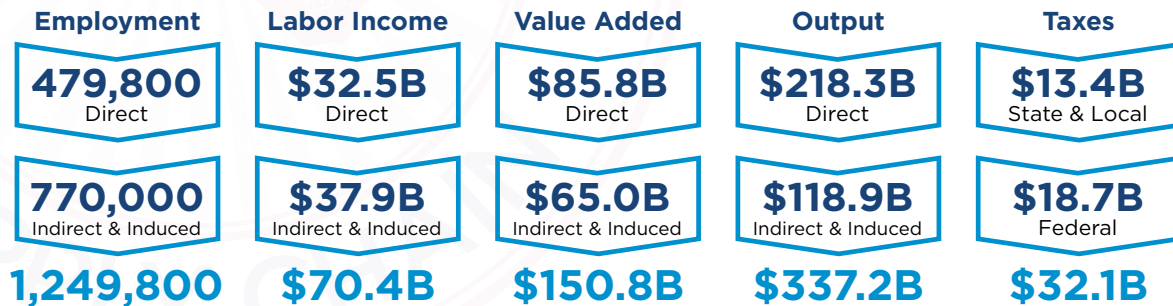 Employment
479,800
Direct
770,000
Indirect & Induced
1,249,800
Labor Income
$32.5B
Direct
$37.9B
Indirect & Induced
$70.4B
Value Added
$85.8B
Direct
$65.0B
Indirect & Induced
$150.8B
Output
$218.3B
Direct
$118.9B
Indirect & Induced
$337.2B
Taxes
$13.4B
State & Local
$18.7B
Federal
$32.1B